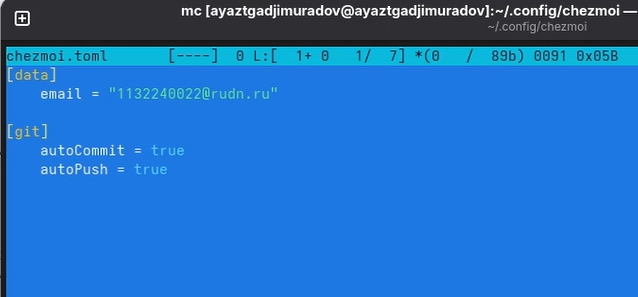 mc [ayaztgadjimuradov@ayaztgadjimuradov]:~/.config/chezmoi —
~/.config/chezmoi
chezmoi.toml [----] 0 L:[ 1+ 0 1/ 7] *(0 / 89b) 0091 0x05B
[data]
email = "1132240022@rudn.ru"
[git]
autoCommit = true
autoPush = true